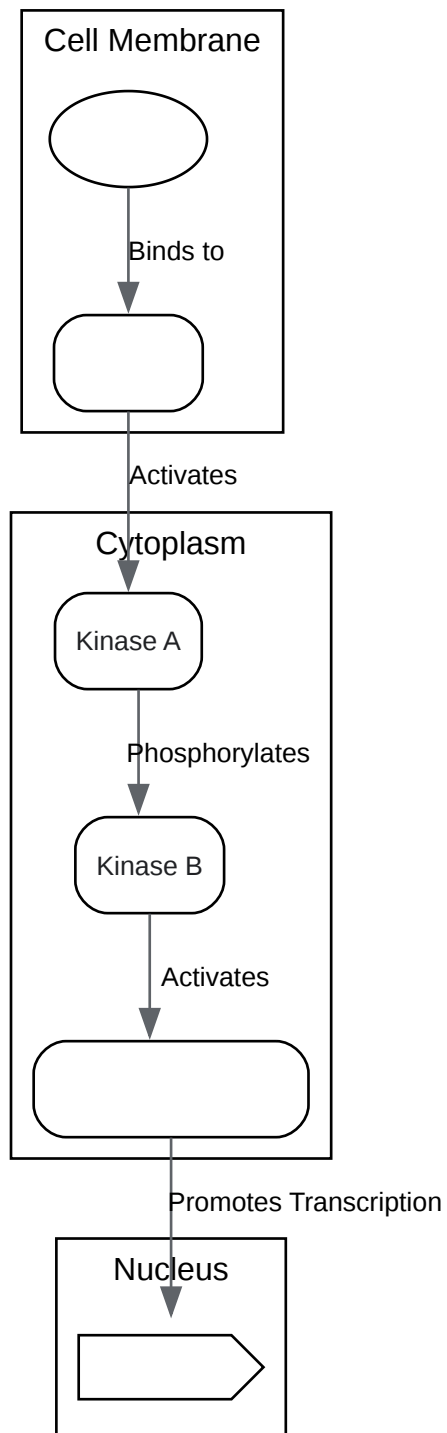 Cell Membrane
Binds to
Activates
Cytoplasm
Kinase A
Phosphorylates
Kinase B
Activates
Promotes Transcription
Nucleus